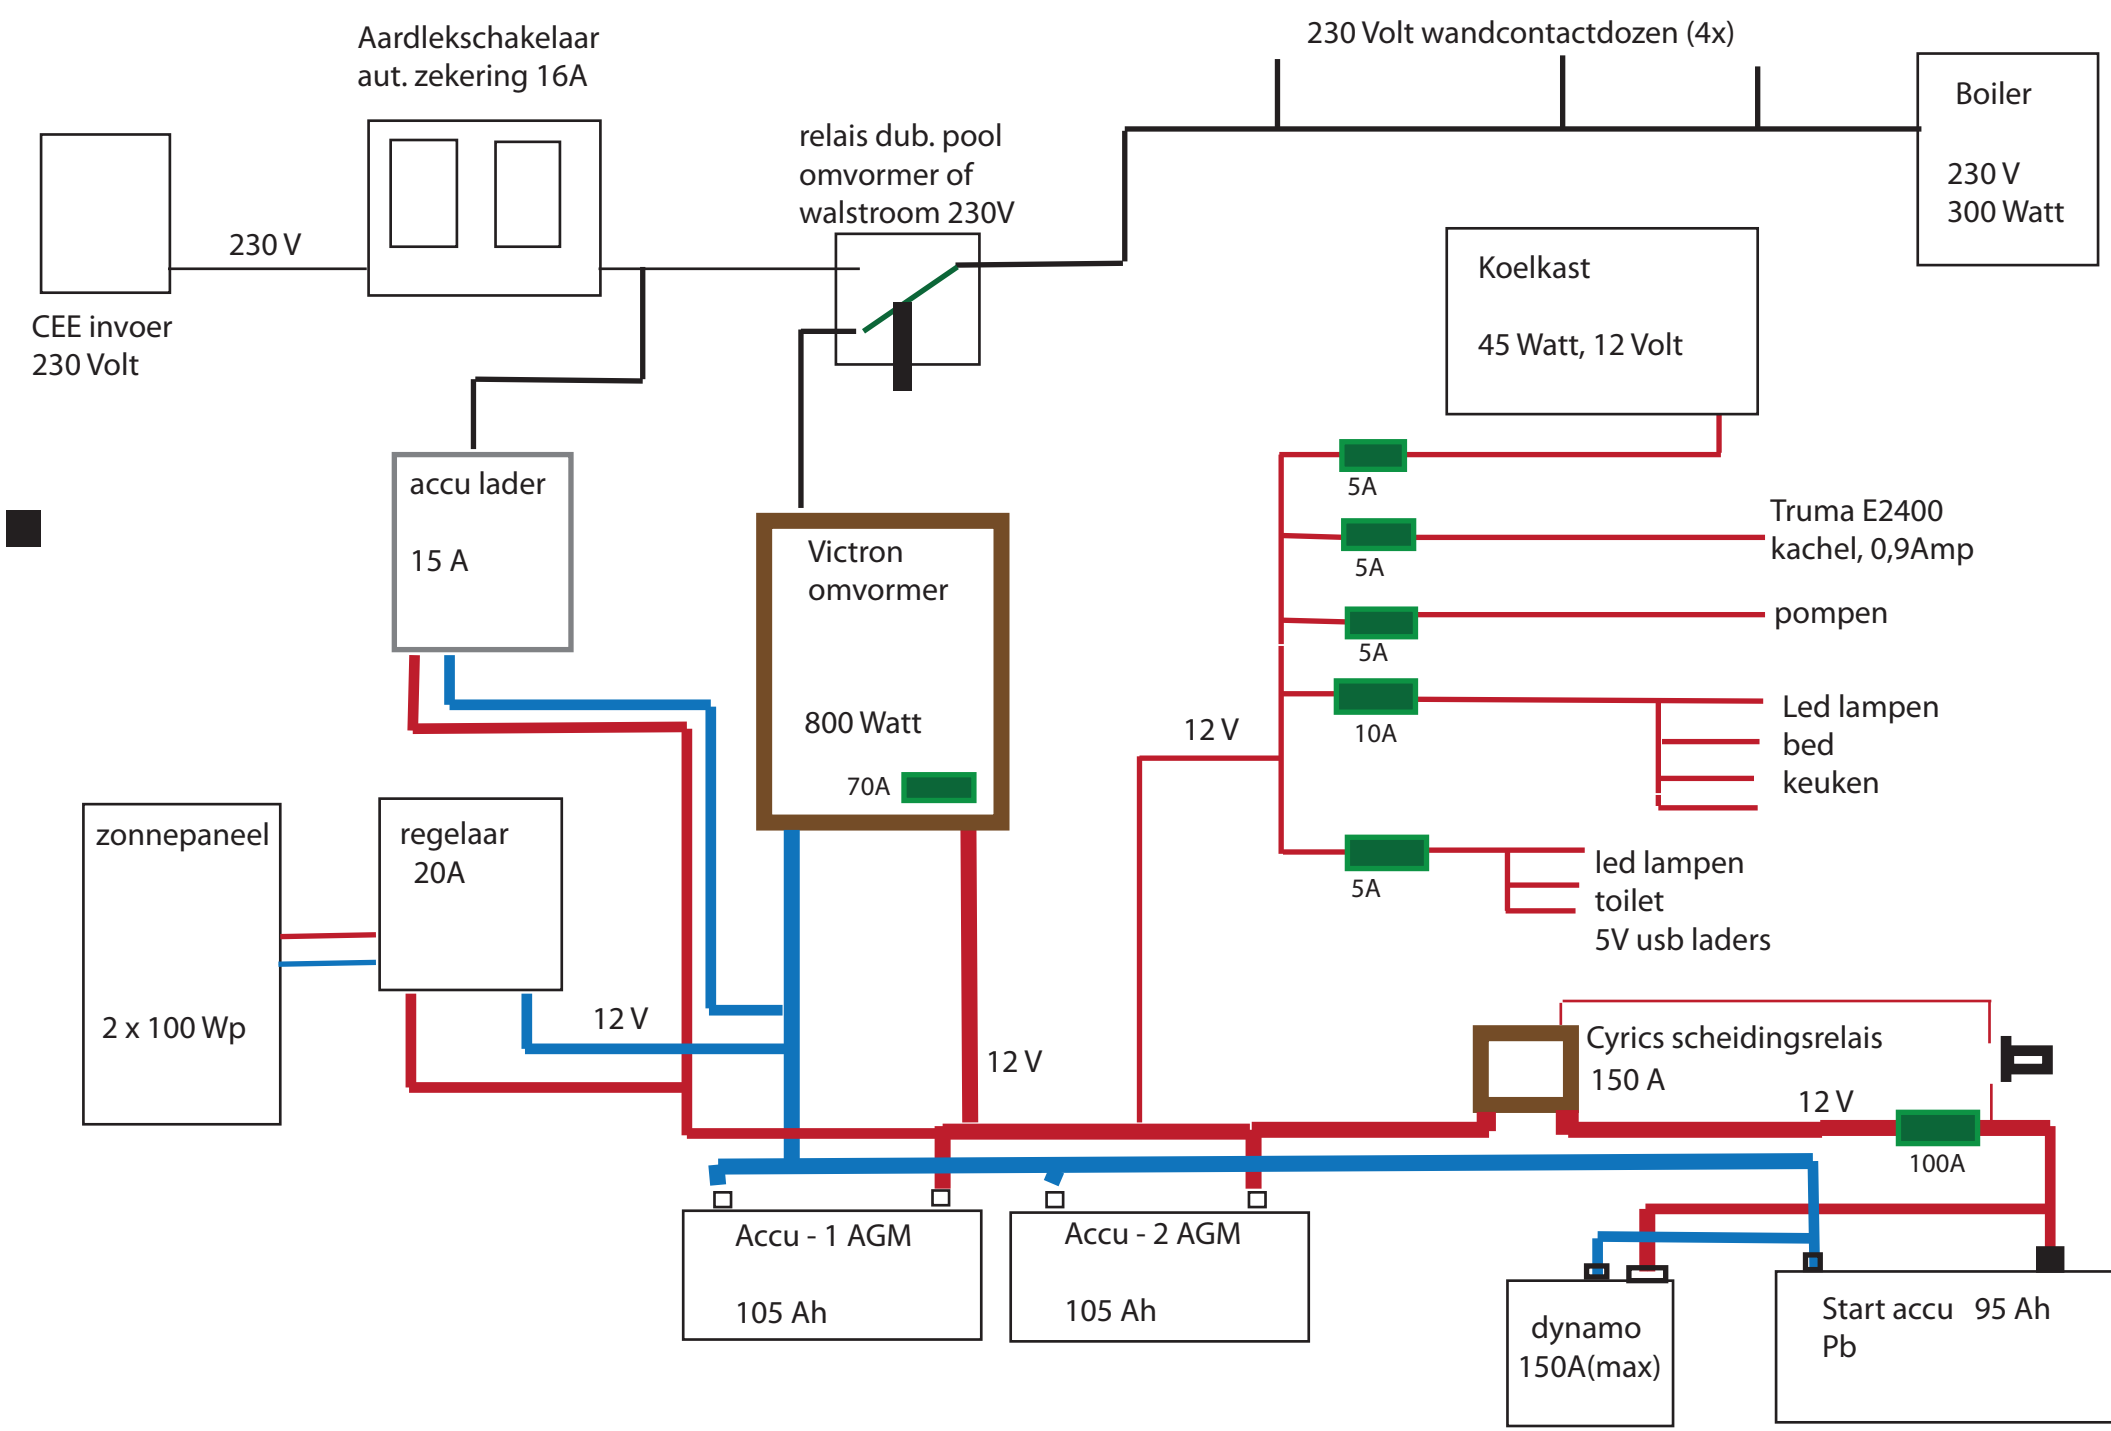 Aardlekschakelaar
aut. zekering 16A
230 Volt wandcontactdozen (4x)
Boiler
230 V
300 Watt
relais dub. pool
omvormer of
walstroom 230V
230 V
CEE invoer
230 Volt
Koelkast
45 Watt, 12 Volt
accu lader
15 A
Victron
omvormer
800 Watt
70A
5A
Truma E2400
kachel, 0,9Amp
5A
pompen
5A
12 V
10A
Led lampen
bed
keuken
5A
led lampen
toilet
5V usb laders
zonnepaneel
2 x 100 Wp
regelaar
20A
12 V
12 V
Cyrics scheidingsrelais
150 A
12 V
100A
Accu - 1 AGM
105 Ah
Accu - 2 AGM
105 Ah
dynamo
150A(max)
Start accu 95 Ah
Pb